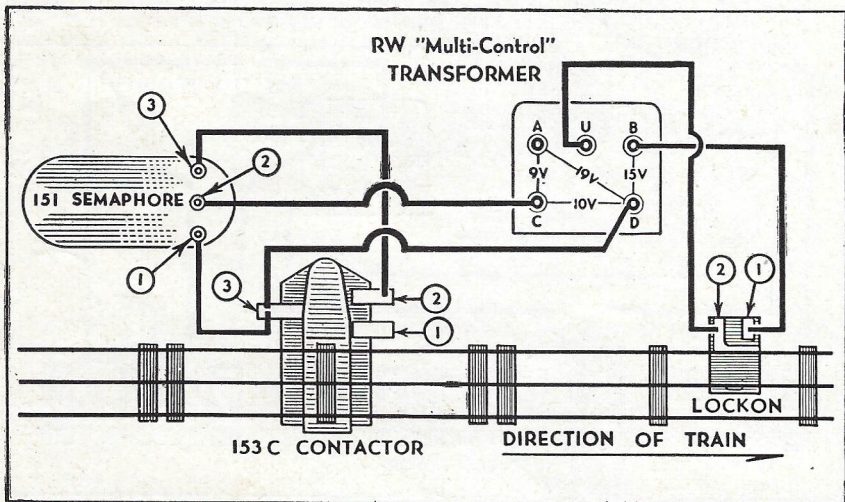 RW "Multi-Control"
TRANSFORMER
3
2
A U B
151 SEMAPHORE
9V 19V 15V
10V
C D
1
3
2
1
2 1
LOCKON
153 C CONTACTOR
DIRECTION OF TRAIN